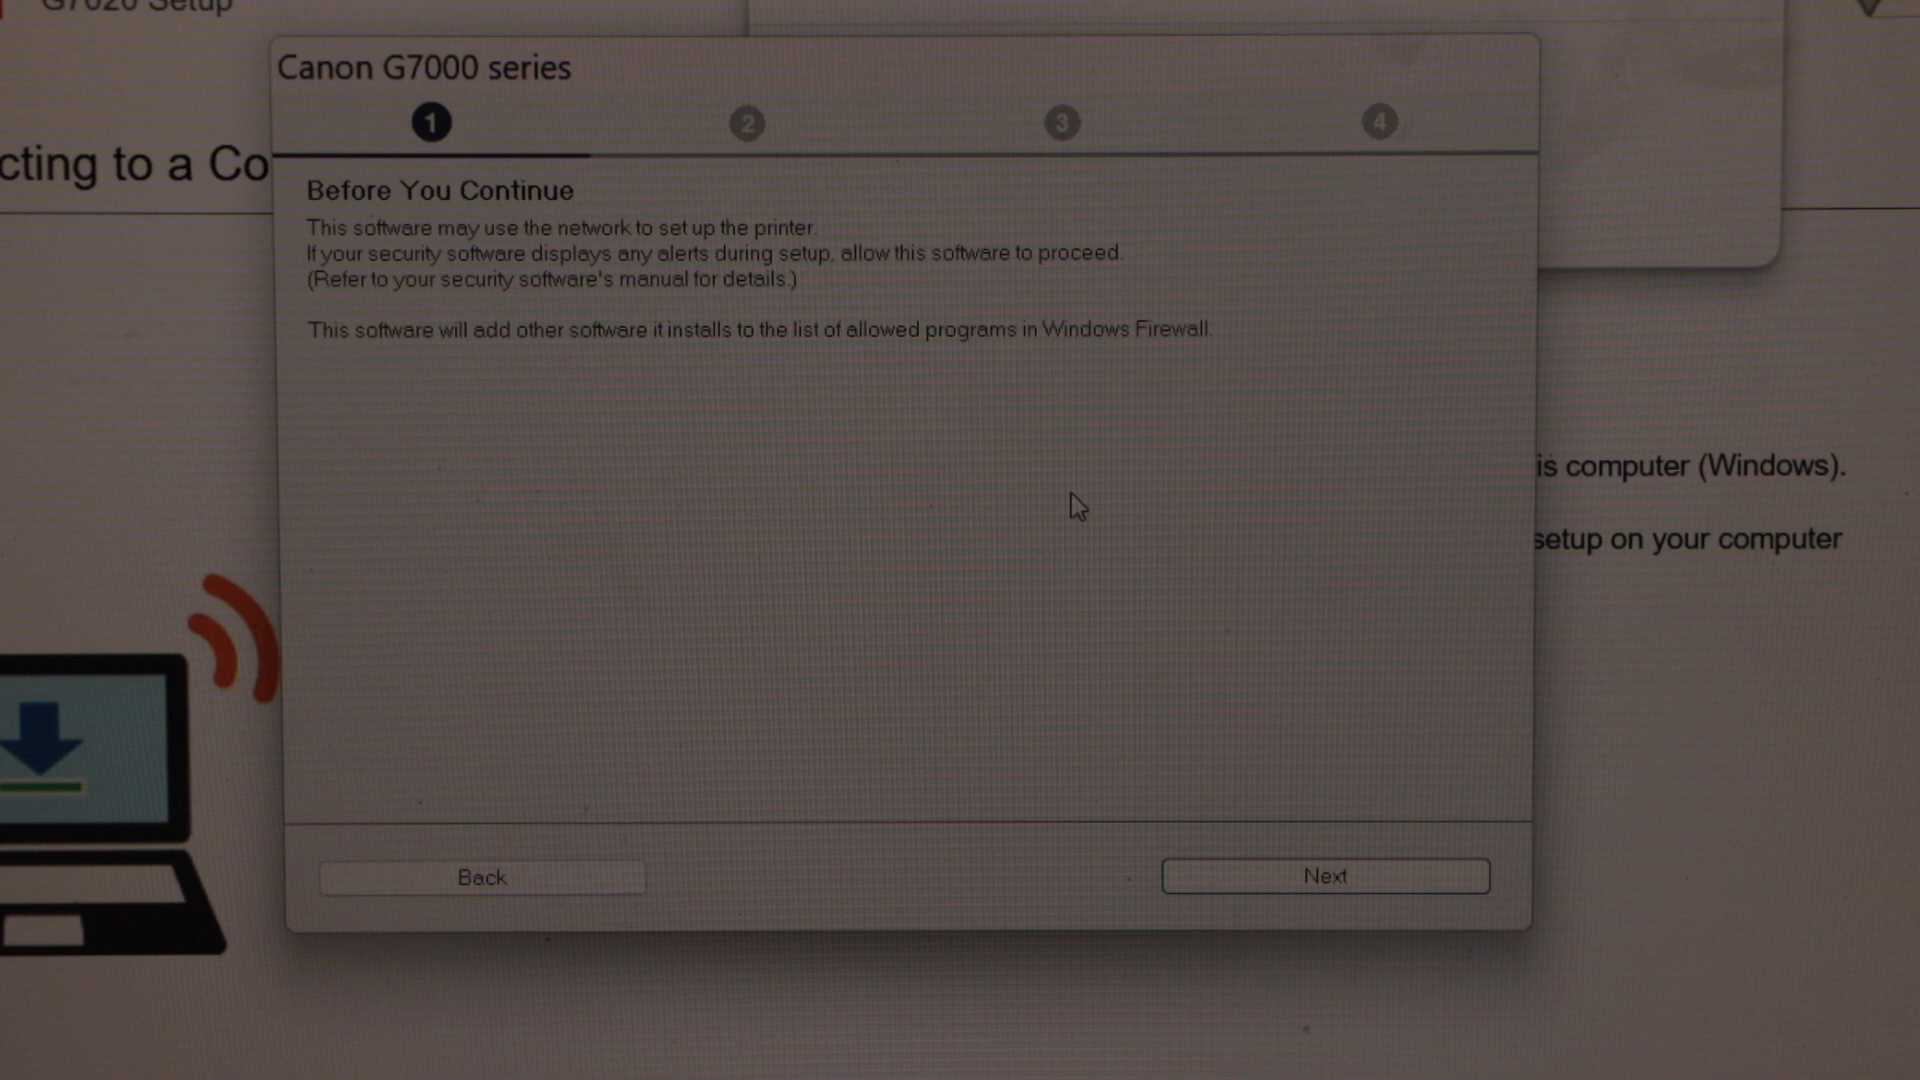 G7020 Setup
Canon G7000 series
1
2
3
4
cting to a Co
Before You Continue
This software may use the network to set up the printer.
If your security software displays any alerts during setup, allow this software to proceed.
(Refer to your security software's manual for details.)
This software will add other software it installs to the list of allowed programs in Windows Firewall.
is computer (Windows).
setup on your computer
Back
Next